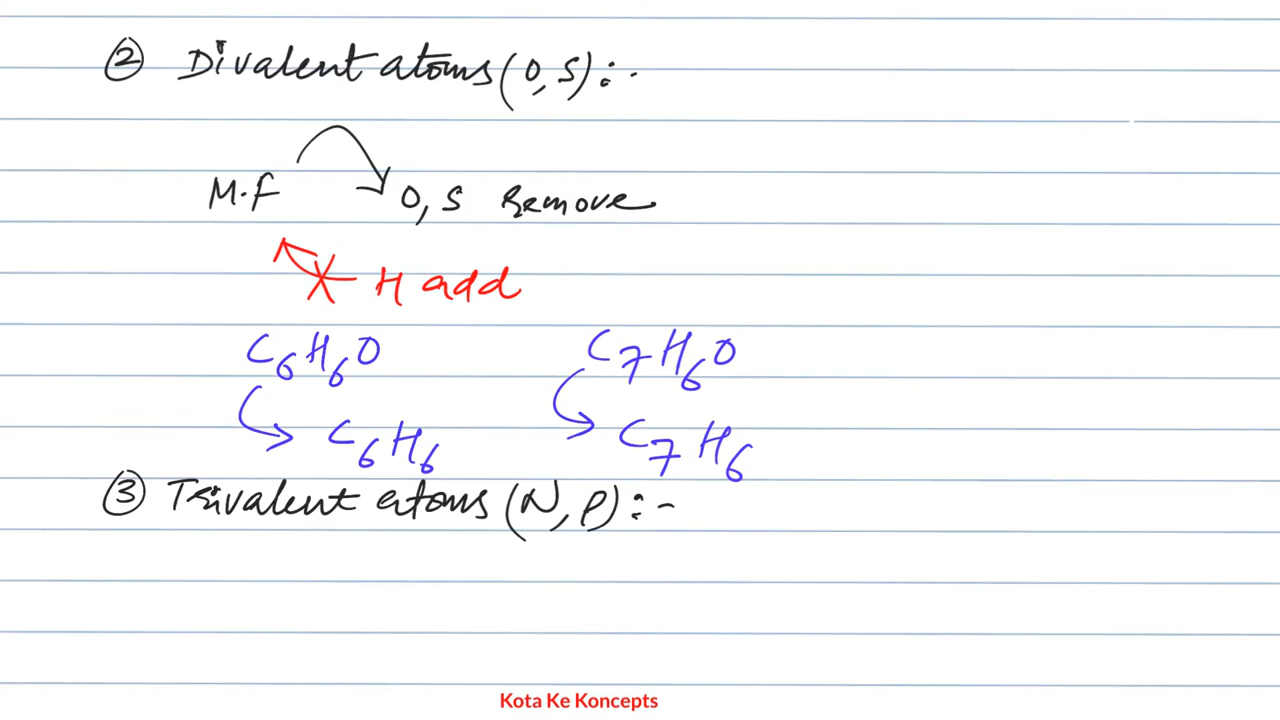 ② Divalent atoms (O, S) :-
M.F → O, S Remove
H add
C₆H₆O C₇H₆O
C₆H₆ C₇H₆
③ Trivalent atoms (N, P) :-
Kota Ke Koncepts